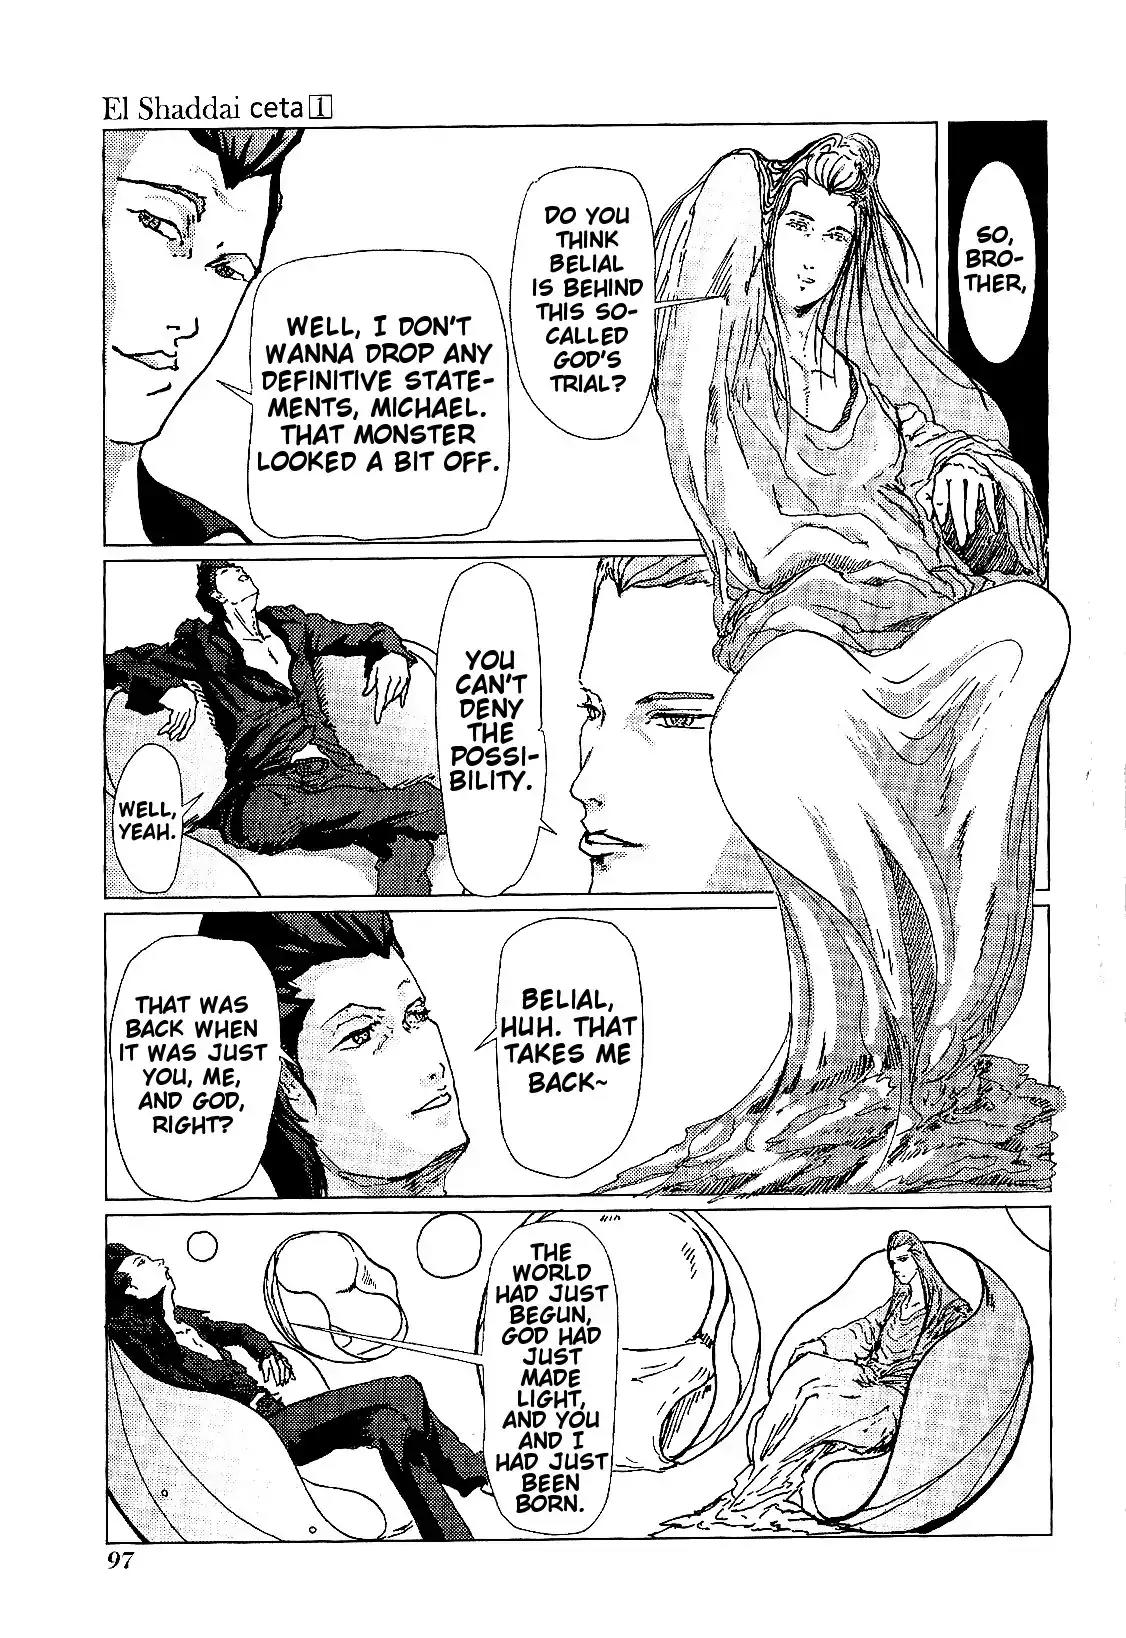 El Shaddai ceta 1
SO,
BRO-
THER,
DO YOU
THINK
BELIAL
IS BEHIND
THIS SO-
CALLED
GOD'S
TRIAL?
WELL, I DON'T
WANNA DROP ANY
DEFINITIVE STATE-
MENTS, MICHAEL.
THAT MONSTER
LOOKED A BIT OFF.
YOU
CAN'T
DENY
THE
POSSI-
BILITY.
WELL,
YEAH.
BELIAL,
HUH. THAT
TAKES ME
BACK~
THAT WAS
BACK WHEN
IT WAS JUST
YOU, ME,
AND GOD,
RIGHT?
THE
WORLD
HAD JUST
BEGUN,
GOD HAD
JUST
MADE
LIGHT,
AND YOU
AND I
HAD JUST
BEEN
BORN.
97